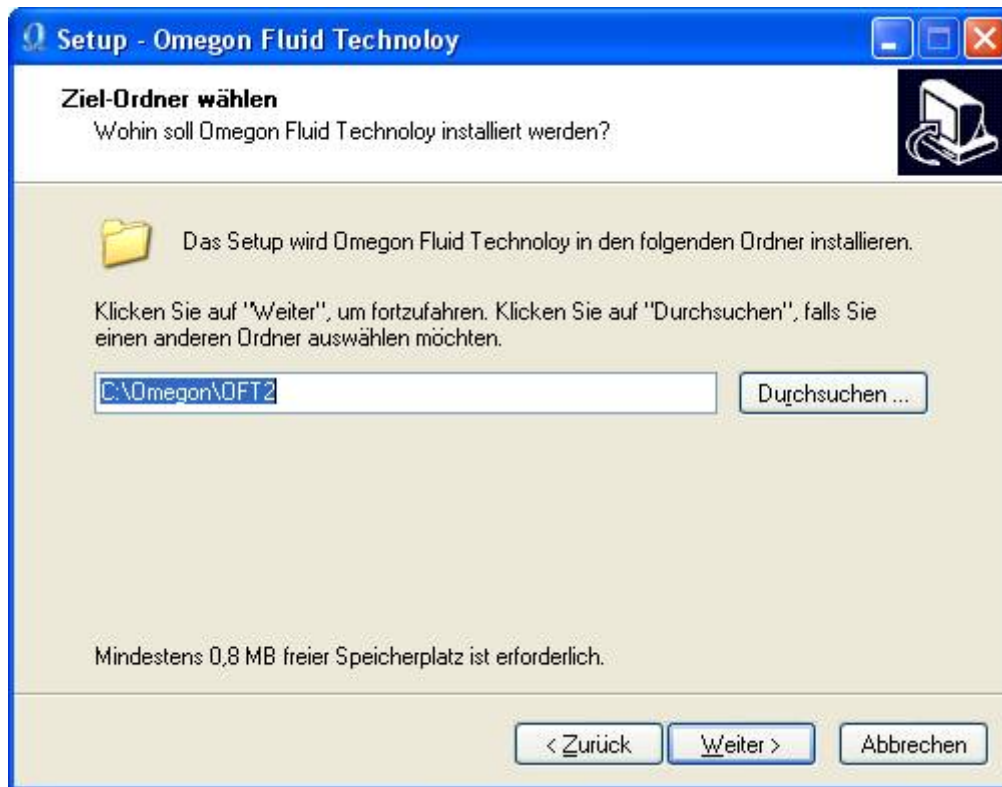 Setup - Omegon Fluid Technoloy
Ziel-Ordner wählen
Wohin soll Omegon Fluid Technoloy installiert werden?
Das Setup wird Omegon Fluid Technoloy in den folgenden Ordner installieren.
Klicken Sie auf "Weiter", um fortzufahren. Klicken Sie auf "Durchsuchen", falls Sie
einen anderen Ordner auswählen möchten.
C:\Omegon\OFT2
Durchsuchen ...
Mindestens 0,8 MB freier Speicherplatz ist erforderlich.
< Zurück
Weiter >
Abbrechen